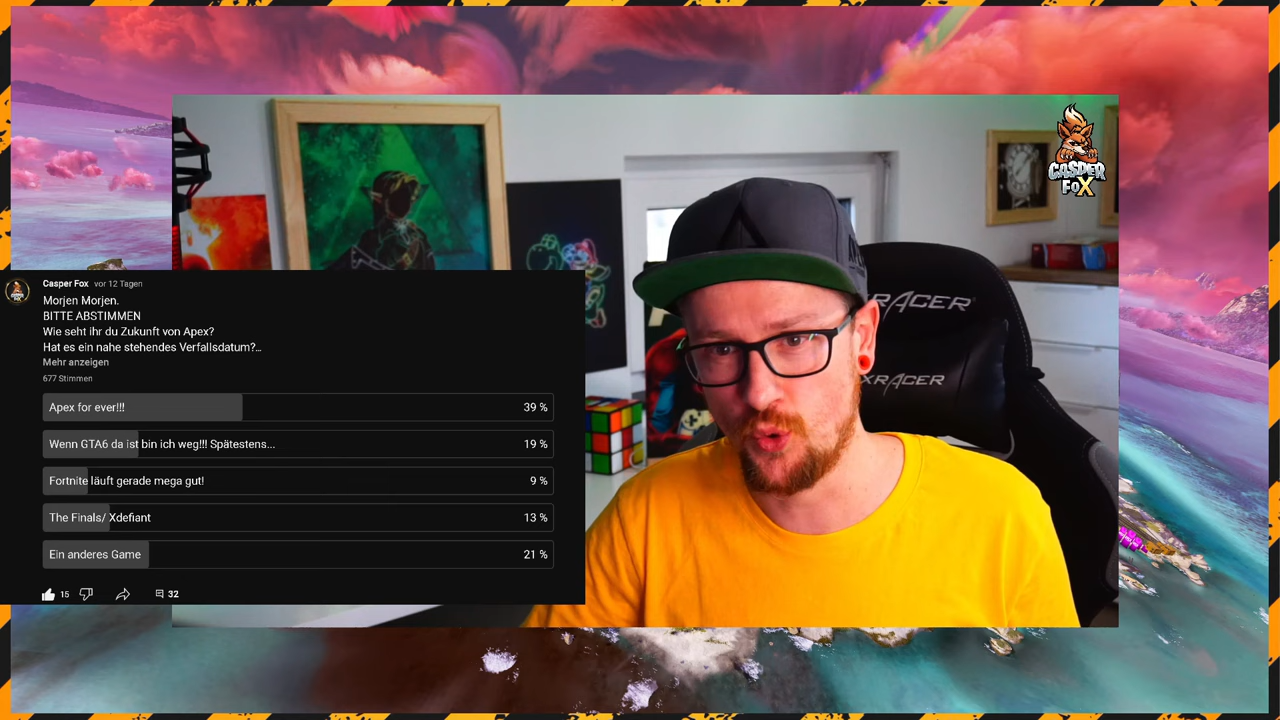 CASPER
FOX
Casper Fox vor 12 Tagen
Morjen Morjen.
BITTE ABSTIMMEN
Wie seht ihr du Zukunft von Apex?
Hat es ein nahe stehendes Verfallsdatum?...
Mehr anzeigen
677 Stimmen
Apex for ever!!! 39 %
Wenn GTA6 da ist bin ich weg!!! Spätestens... 19 %
Fortnite läuft gerade mega gut! 9 %
The Finals/ Xdefiant 13 %
Ein anderes Game 21 %
15 32
RACER
XRACER